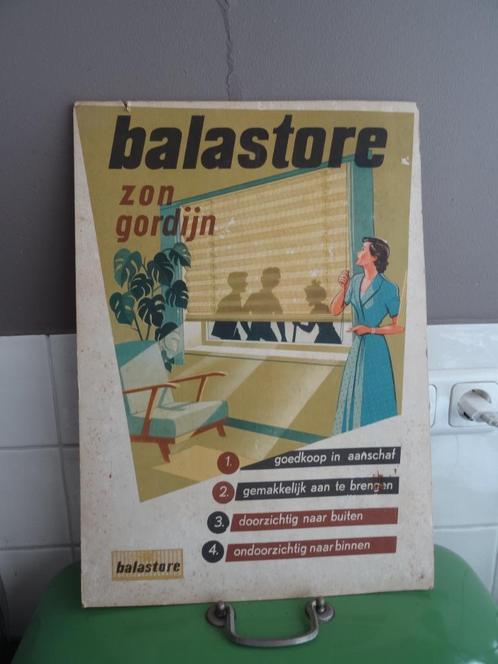 balastore
zon
gordijn
1. goedkoop in aanschaf
2. gemakkelijk aan te brengen
3. doorzichtig naar buiten
4. ondoorzichtig naar binnen
balastore